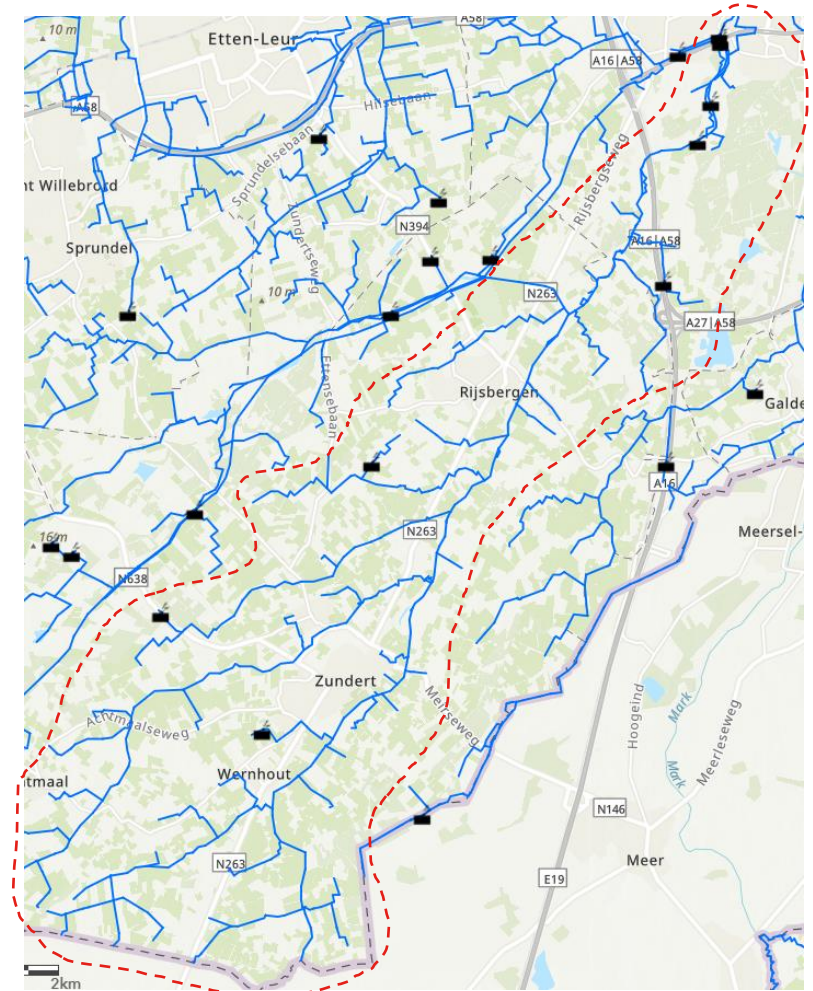 10 m
Etten-Leur
A58
A16|A58
A58
Hilsebaan
Sprundelsebaan
Rijsbergseweg
nt Willebrord
Zundertseweg
N394
Sprundel
A16|A58
10 m
N263
A27|A58
Ettensebaan
Rijsbergen
Galde
A16
N263
Meersel-
16 m
N638
Zundert
Meirseweg
Achtmaalseweg
Hoogeind
Mark
Meerleseweg
Mark
Wernhout
tmaal
N146
N263
Meer
E19
2km